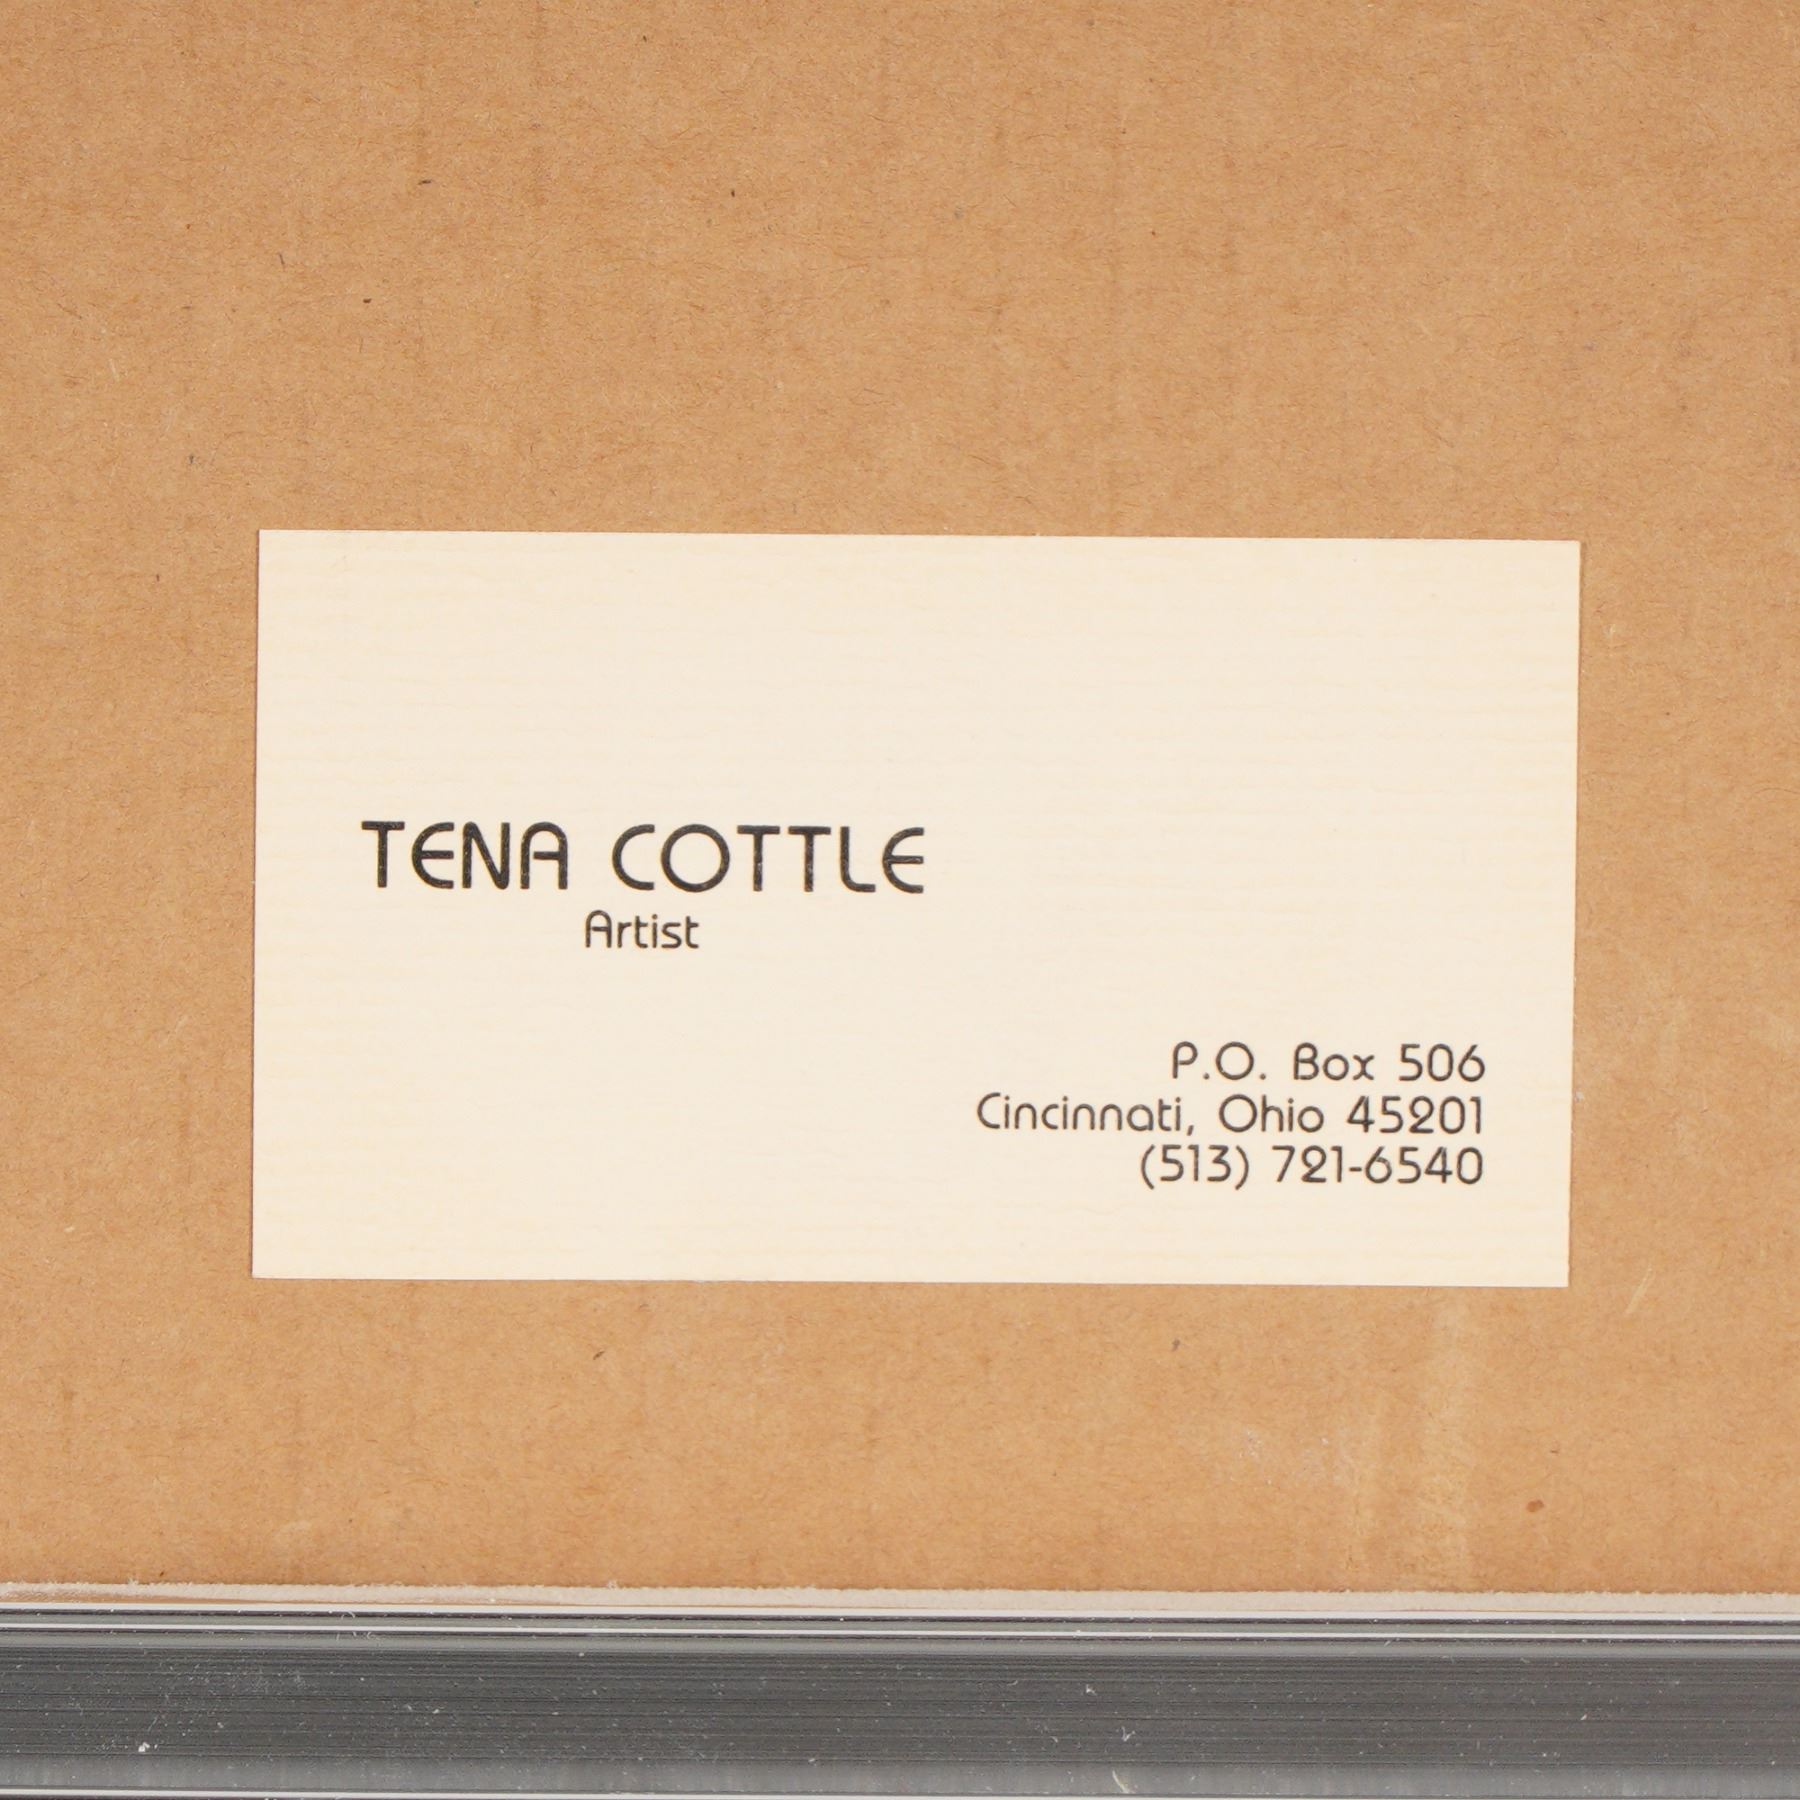 TENA COTTLE
Artist
P.O. Box 506
Cincinnati, Ohio 45201
(513) 721-6540